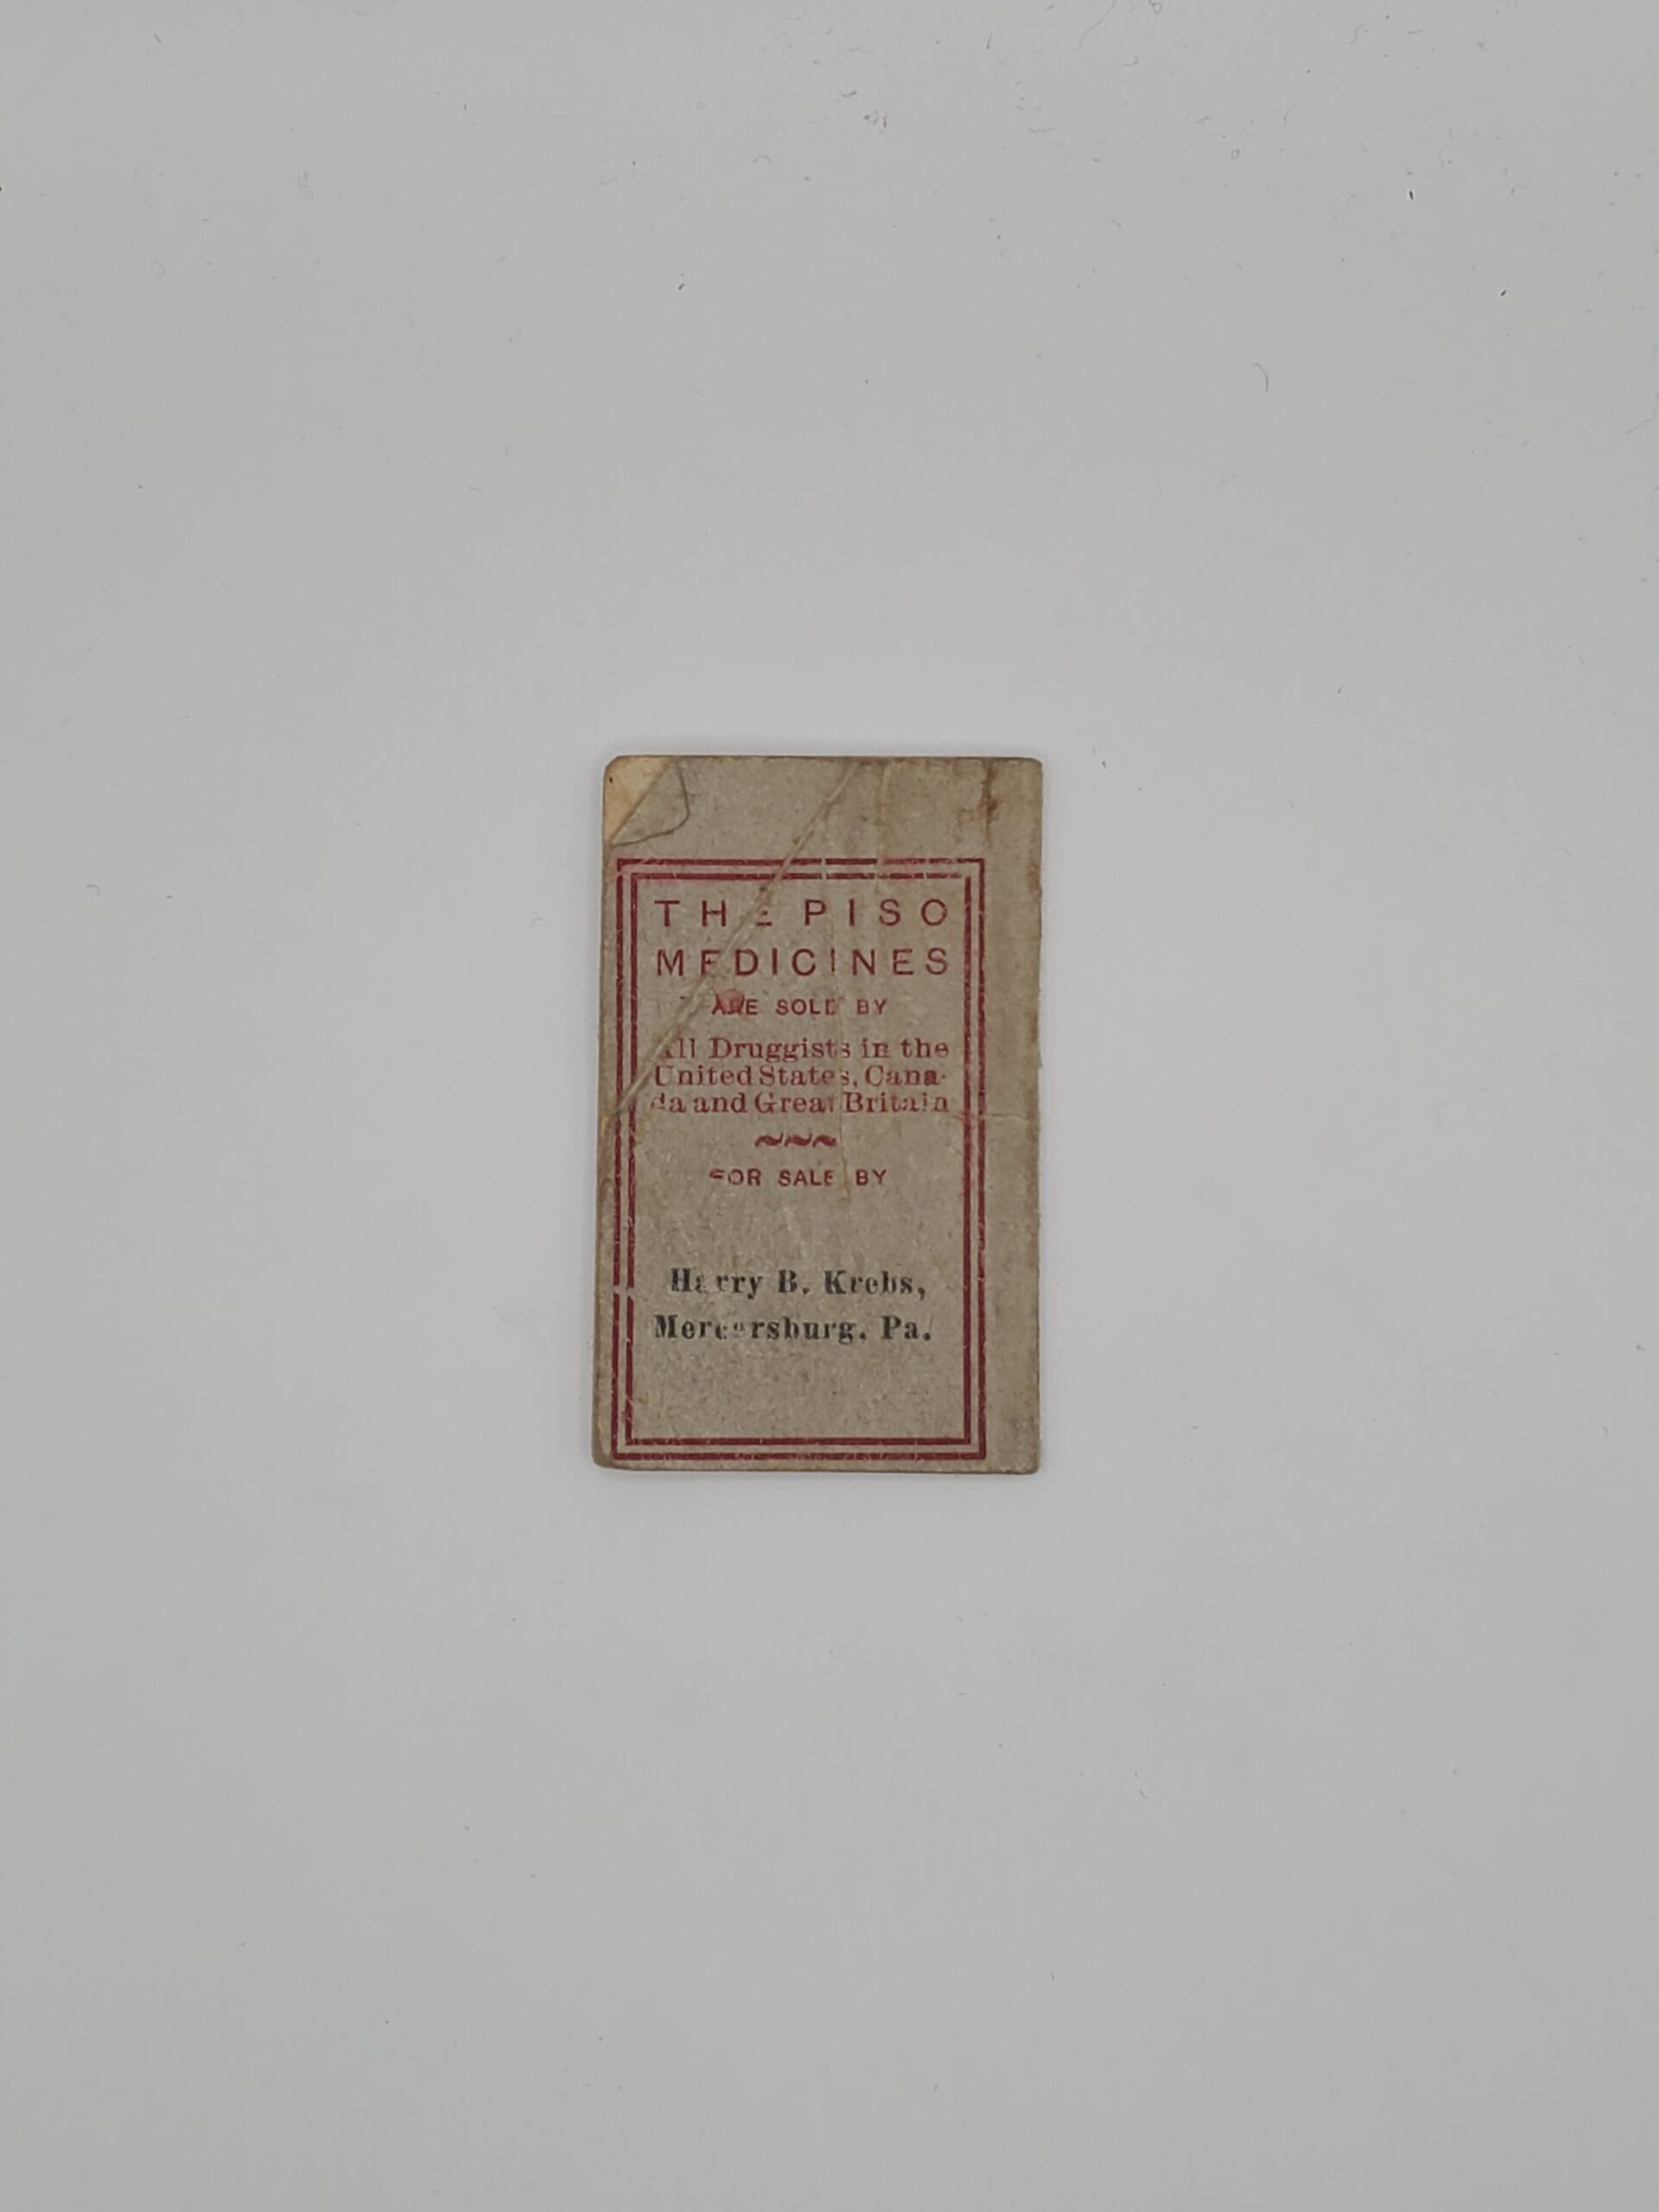 THE PISO
MEDICINES
ARE SOLD BY
All Druggists in the
United States, Cana-
da and Great Britain
FOR SALE BY
Harry B. Krebs,
Mercersburg, Pa.